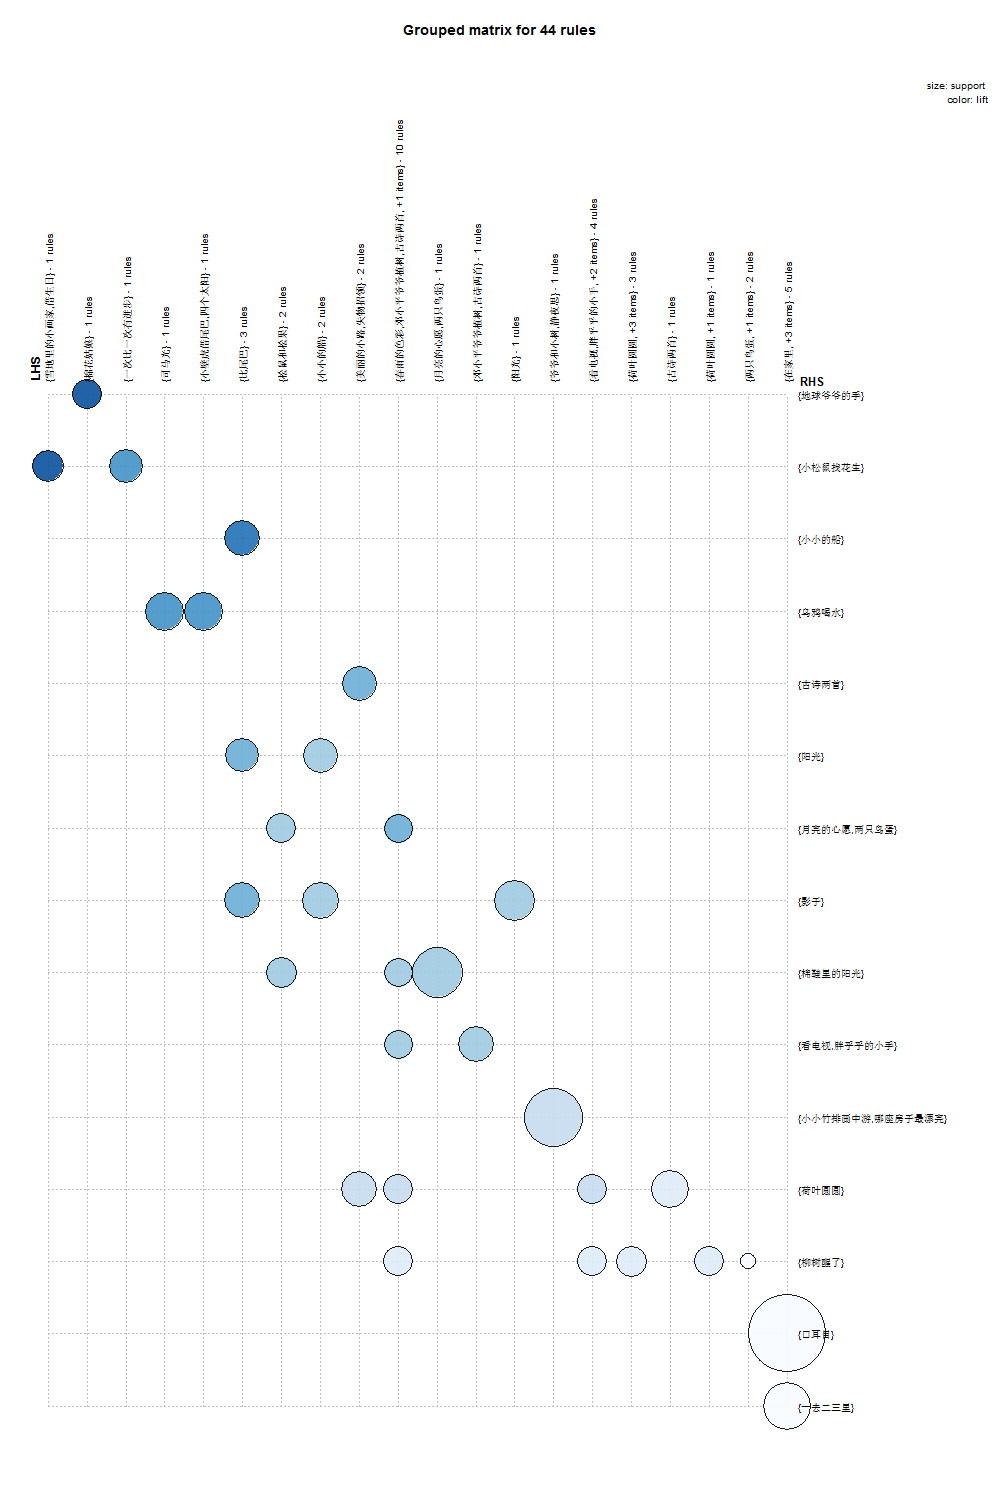 Grouped matrix for 44 rules
size: support
color: lift
LHS
{雪地里的小画家,借生日} - 1 rules
{棉花姑娘} - 1 rules
{一次比一次有进步} - 1 rules
{司马光} - 1 rules
{小壁虎借尾巴,四个太阳} - 1 rules
{比尾巴} - 3 rules
{松鼠和松果} - 2 rules
{小小的船} - 2 rules
{美丽的小路,失物招领} - 2 rules
{春雨的色彩,邓小平爷爷植树,古诗两首, +1 items} - 10 rules
{月亮的心愿,两只鸟蛋} - 1 rules
{邓小平爷爷植树,古诗两首} - 1 rules
{阳光} - 1 rules
{爷爷和小树,静夜思} - 1 rules
{看电视,胖乎乎的小手, +2 items} - 4 rules
{荷叶圆圆, +3 items} - 3 rules
{古诗两首} - 1 rules
{荷叶圆圆, +1 items} - 1 rules
{两只鸟蛋, +1 items} - 2 rules
{在家里, +3 items} - 5 rules
RHS
{地球爷爷的手}
{小松鼠找花生}
{小小的船}
{乌鸦喝水}
{古诗两首}
{阳光}
{月亮的心愿,两只鸟蛋}
{影子}
{棉鞋里的阳光}
{看电视,胖乎乎的小手}
{小小竹排画中游,哪座房子最漂亮}
{荷叶圆圆}
{柳树醒了}
{口耳目}
{一去二三里}